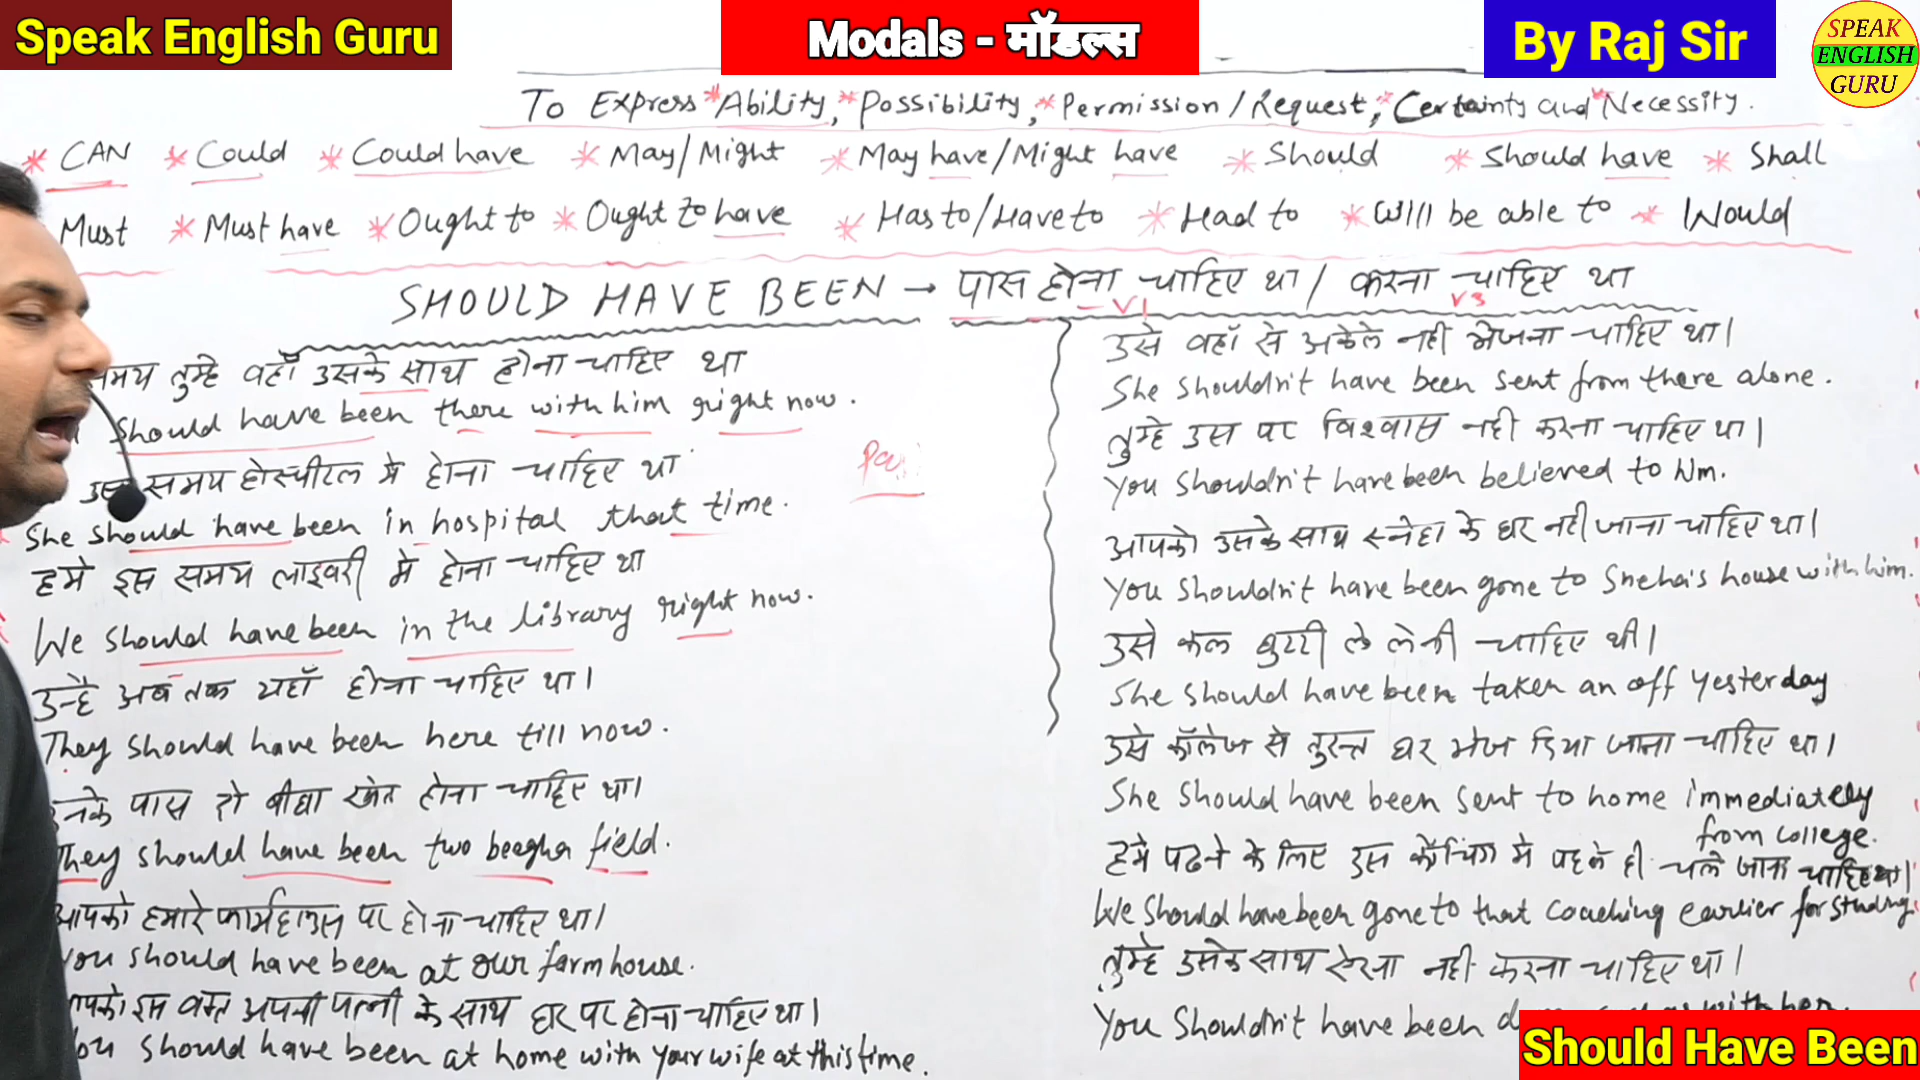 Speak English Guru
Modals - मॉडल्स
By Raj Sir
SPEAK
ENGLISH
GURU
To Express *Ability, *Possibility, *Permission/Request, *Certainty and *Necessity.
* CAN * Could * Could have * May/Might * May have/Might have * Should * Should have * Shall
Must * Must have * Ought to * Ought to have * Has to/Have to * Had to * Will be able to * Would
SHOULD HAVE BEEN → पास होना चाहिए था / करना चाहिए था
V1 V3
समय तुम्हे वहाँ उसके साथ होना चाहिए था
Should have been there with him right now.
उस समय होस्पीटल मे होना चाहिए था
She should have been in hospital that time.
हमे इस समय लाइवरी मे होना चाहिए था
We should have been in the library right now.
उन्हे अब तक यहाँ होना चाहिए था।
They should have been here till now.
उनके पास दो बीघा खेत होना चाहिए था।
They should have been two beegha field.
आपको हमारे फार्महाउस पर होना चाहिए था।
You should have been at our farm house.
आपको इस वक्त अपनी पत्नी के साथ घर पर होना चाहिए था।
You should have been at home with your wife at this time.
Pas
उसे वहाँ से अकेले नही भेजना चाहिए था।
She shouldn't have been sent from there alone.
तुम्हे उस पर विश्वास नही करना चाहिए था।
You shouldn't have been believed to
आपको उसके साथ स्नेहा के घर नही जाना चाहिए था।
You shouldn't have been gone to Sneha's house with him.
उसे कल छुट्टी ले लेनी चाहिए थी।
She should have been taken an off yesterday
उसे कॉलेज से तुरन्त घर भेज दिया जाना चाहिए था।
She should have been sent to home immediately
from college.
हमे पढने के लिए उस कोचिंग मे पहले ही चले जाना चाहिए था।
We should have been gone to that coaching earlier for study
तुम्हे उसके साथ ऐसा नही करना चाहिए था।
You shouldn't have been with her.
Should Have Been